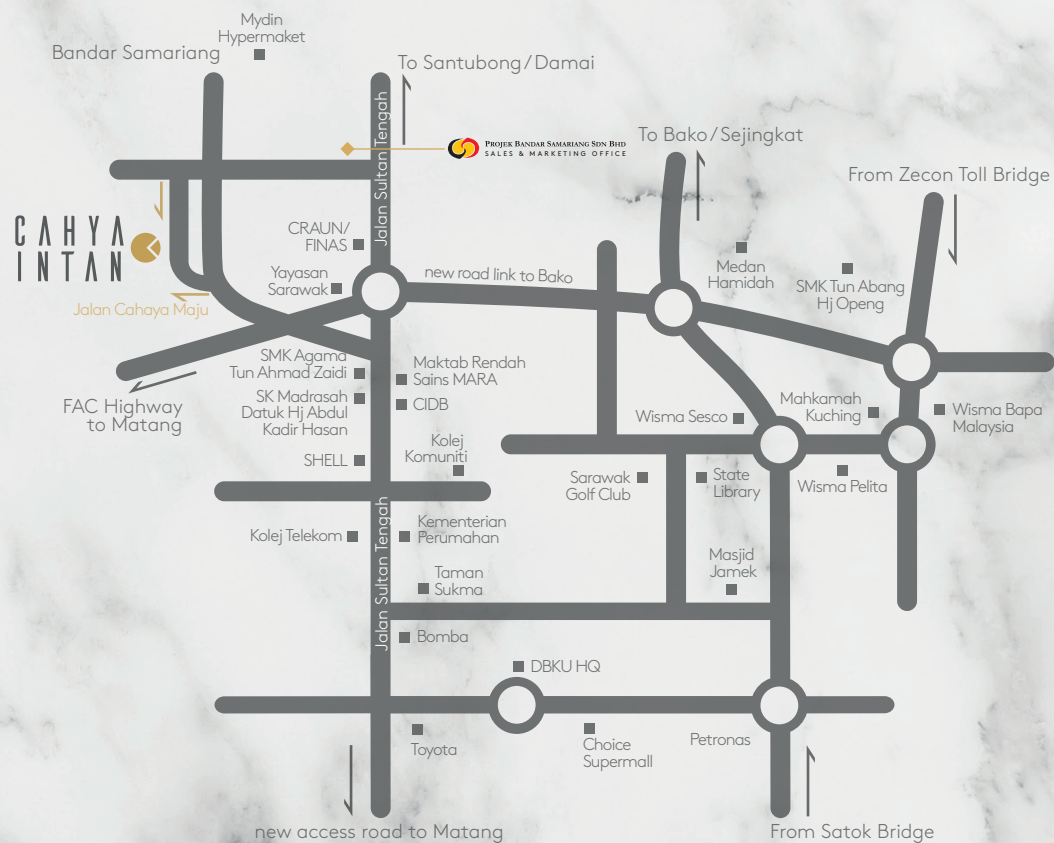 Mydin
Hypermaket
Bandar Samariang
To Santubong / Damai
Jalan Sultan Tengah
PROJEK BANDAR SAMARIANG SDN BHD
SALES & MARKETING OFFICE
To Bako / Sejingkat
From Zecon Toll Bridge
CAHYA
INTAN
CRAUN/
FINAS
Yayasan
Sarawak
new road link to Bako
Medan
Hamidah
SMK Tun Abang
Hj Openg
Jalan Cahaya Maju
SMK Agama
Tun Ahmad Zaidi
Maktab Rendah
Sains MARA
SK Madrasah
Datuk Hj Abdul
Kadir Hasan
CIDB
FAC Highway
to Matang
Wisma Sesco
Mahkamah
Kuching
Wisma Bapa
Malaysia
Kolej
Komuniti
SHELL
Sarawak
Golf Club
State
Library
Wisma Pelita
Jalan Sultan Tengah
Kolej Telekom
Kementerian
Perumahan
Masjid
Jamek
Taman
Sukma
Bomba
DBKU HQ
Toyota
Choice
Supermall
Petronas
new access road to Matang
From Satok Bridge